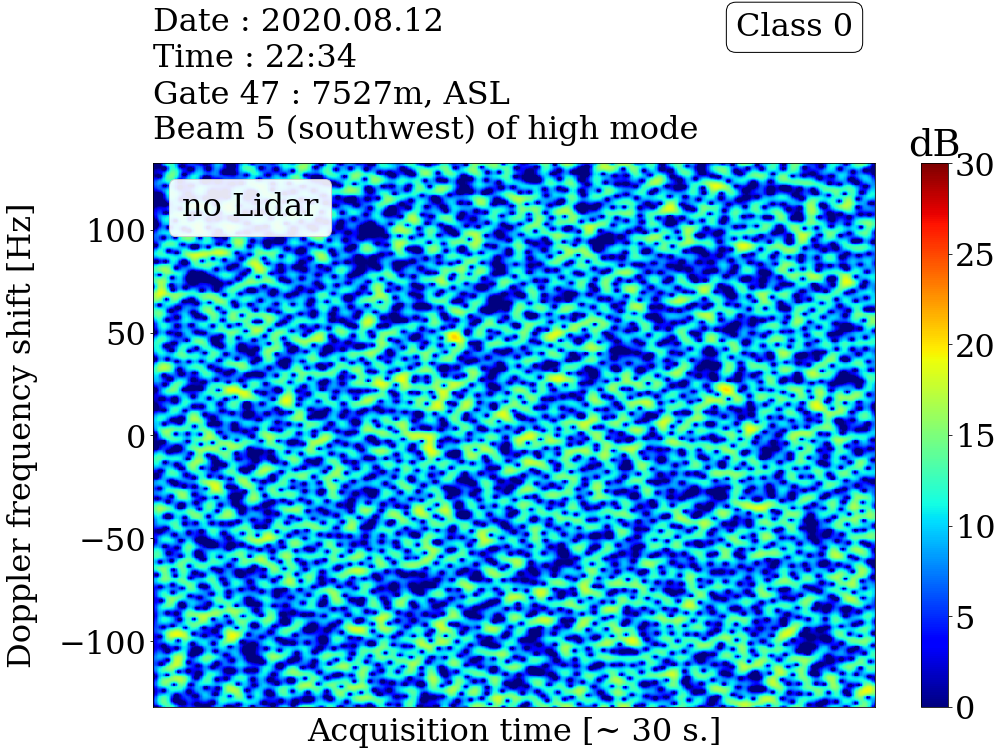 Date : 2020.08.12
Time : 22:34
Gate 47 : 7527m, ASL
Beam 5 (southwest) of high mode
Class 0
no Lidar
dB
30
25
20
15
10
5
0
Doppler frequency shift [Hz]
100
50
0
−50
−100
Acquisition time [~ 30 s.]